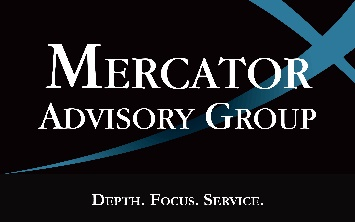 MERCATOR
ADVISORY GROUP
DEPTH. FOCUS. SERVICE.